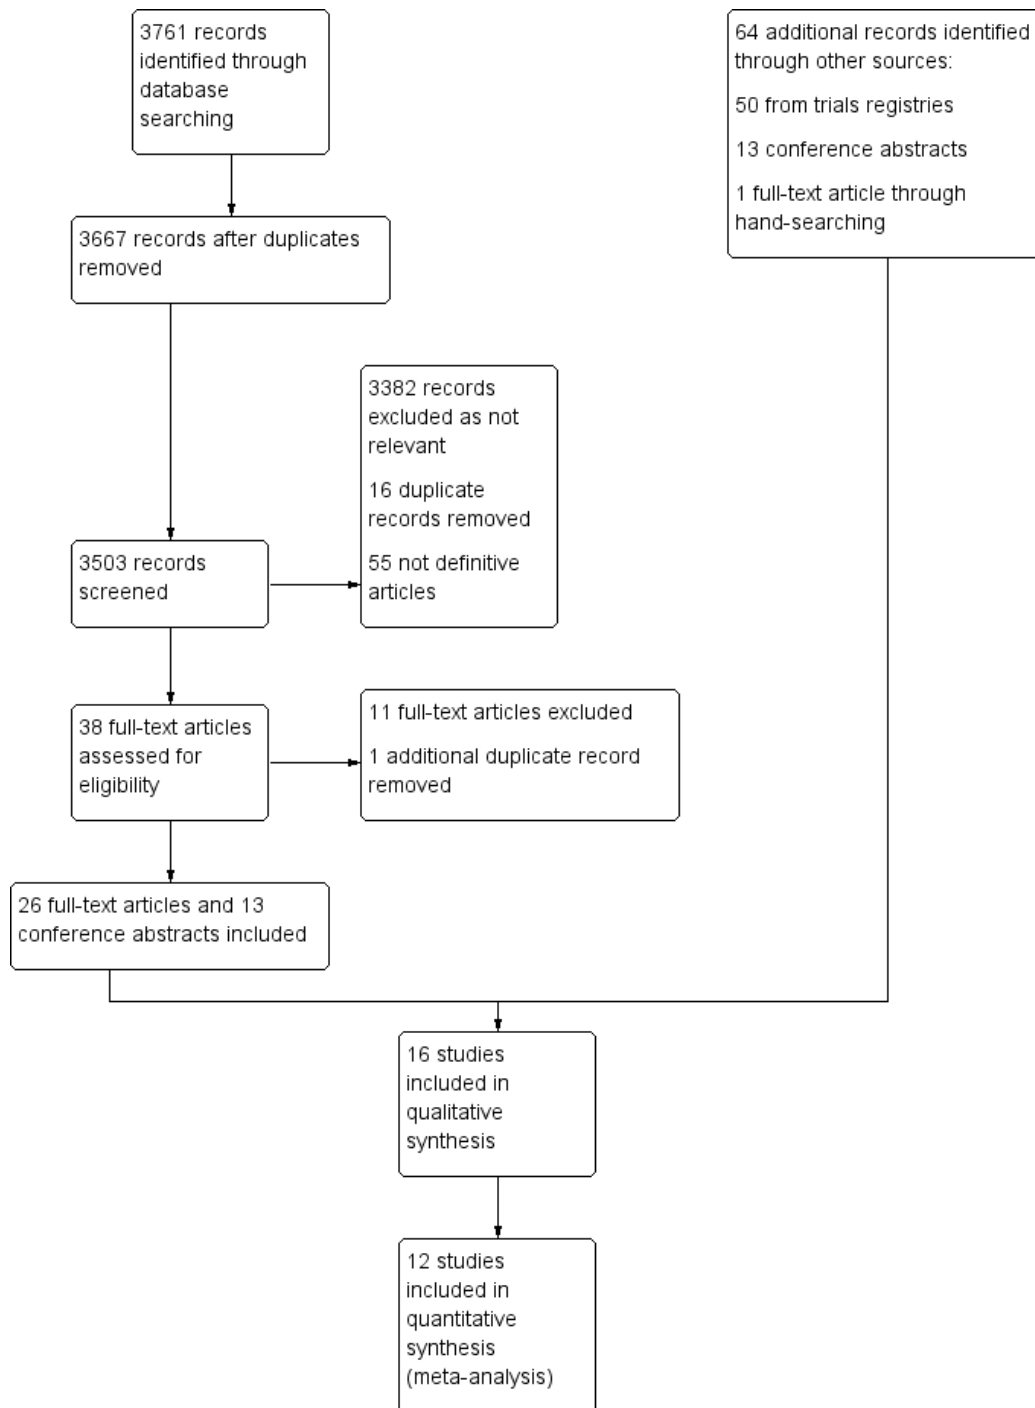 3761 records
identified through
database
searching
64 additional records identified
through other sources:
50 from trials registries
13 conference abstracts
1 full-text article through
hand-searching
3667 records after duplicates
removed
3382 records
excluded as not
relevant
16 duplicate
records removed
55 not definitive
articles
3503 records
screened
38 full-text articles
assessed for
eligibility
11 full-text articles excluded
1 additional duplicate record
removed
26 full-text articles and 13
conference abstracts included
16 studies
included in
qualitative
synthesis
12 studies
included in
quantitative
synthesis
(meta-analysis)